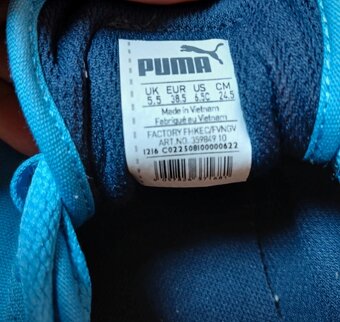 PUMA
UK EUR US CM
5.5 38.5 6.5C 24.5
Made in Vietnam
Fabriqué au Vietnam
FACTORY:FHKEC/FVNGV
ART.NO. 359849 10
1216 C022508100000622